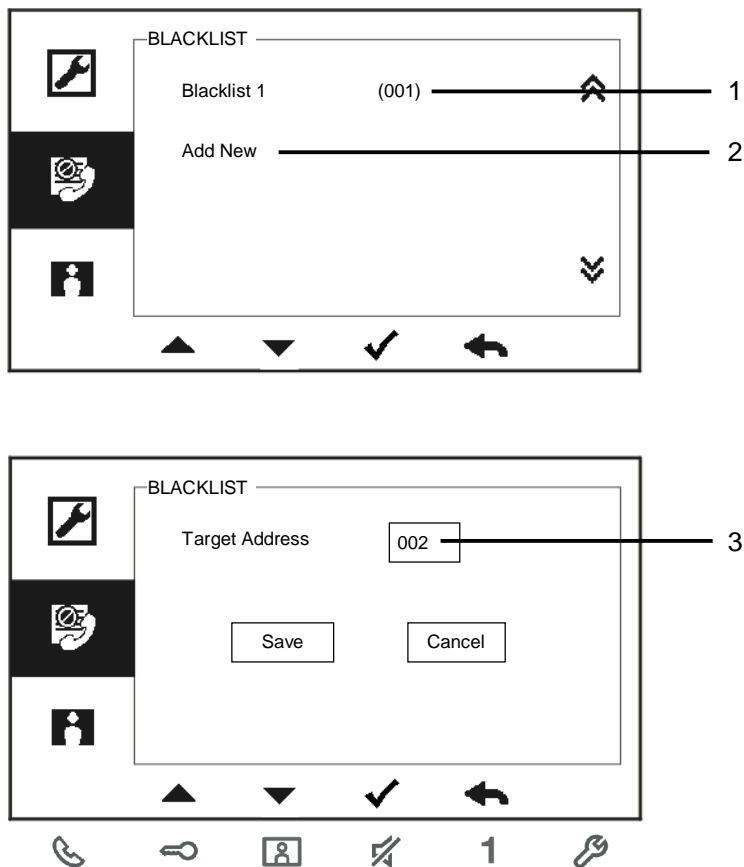 BLACKLIST
Blacklist 1 (001) 1
Add New 2
BLACKLIST
Target Address 002 3
Save Cancel
1